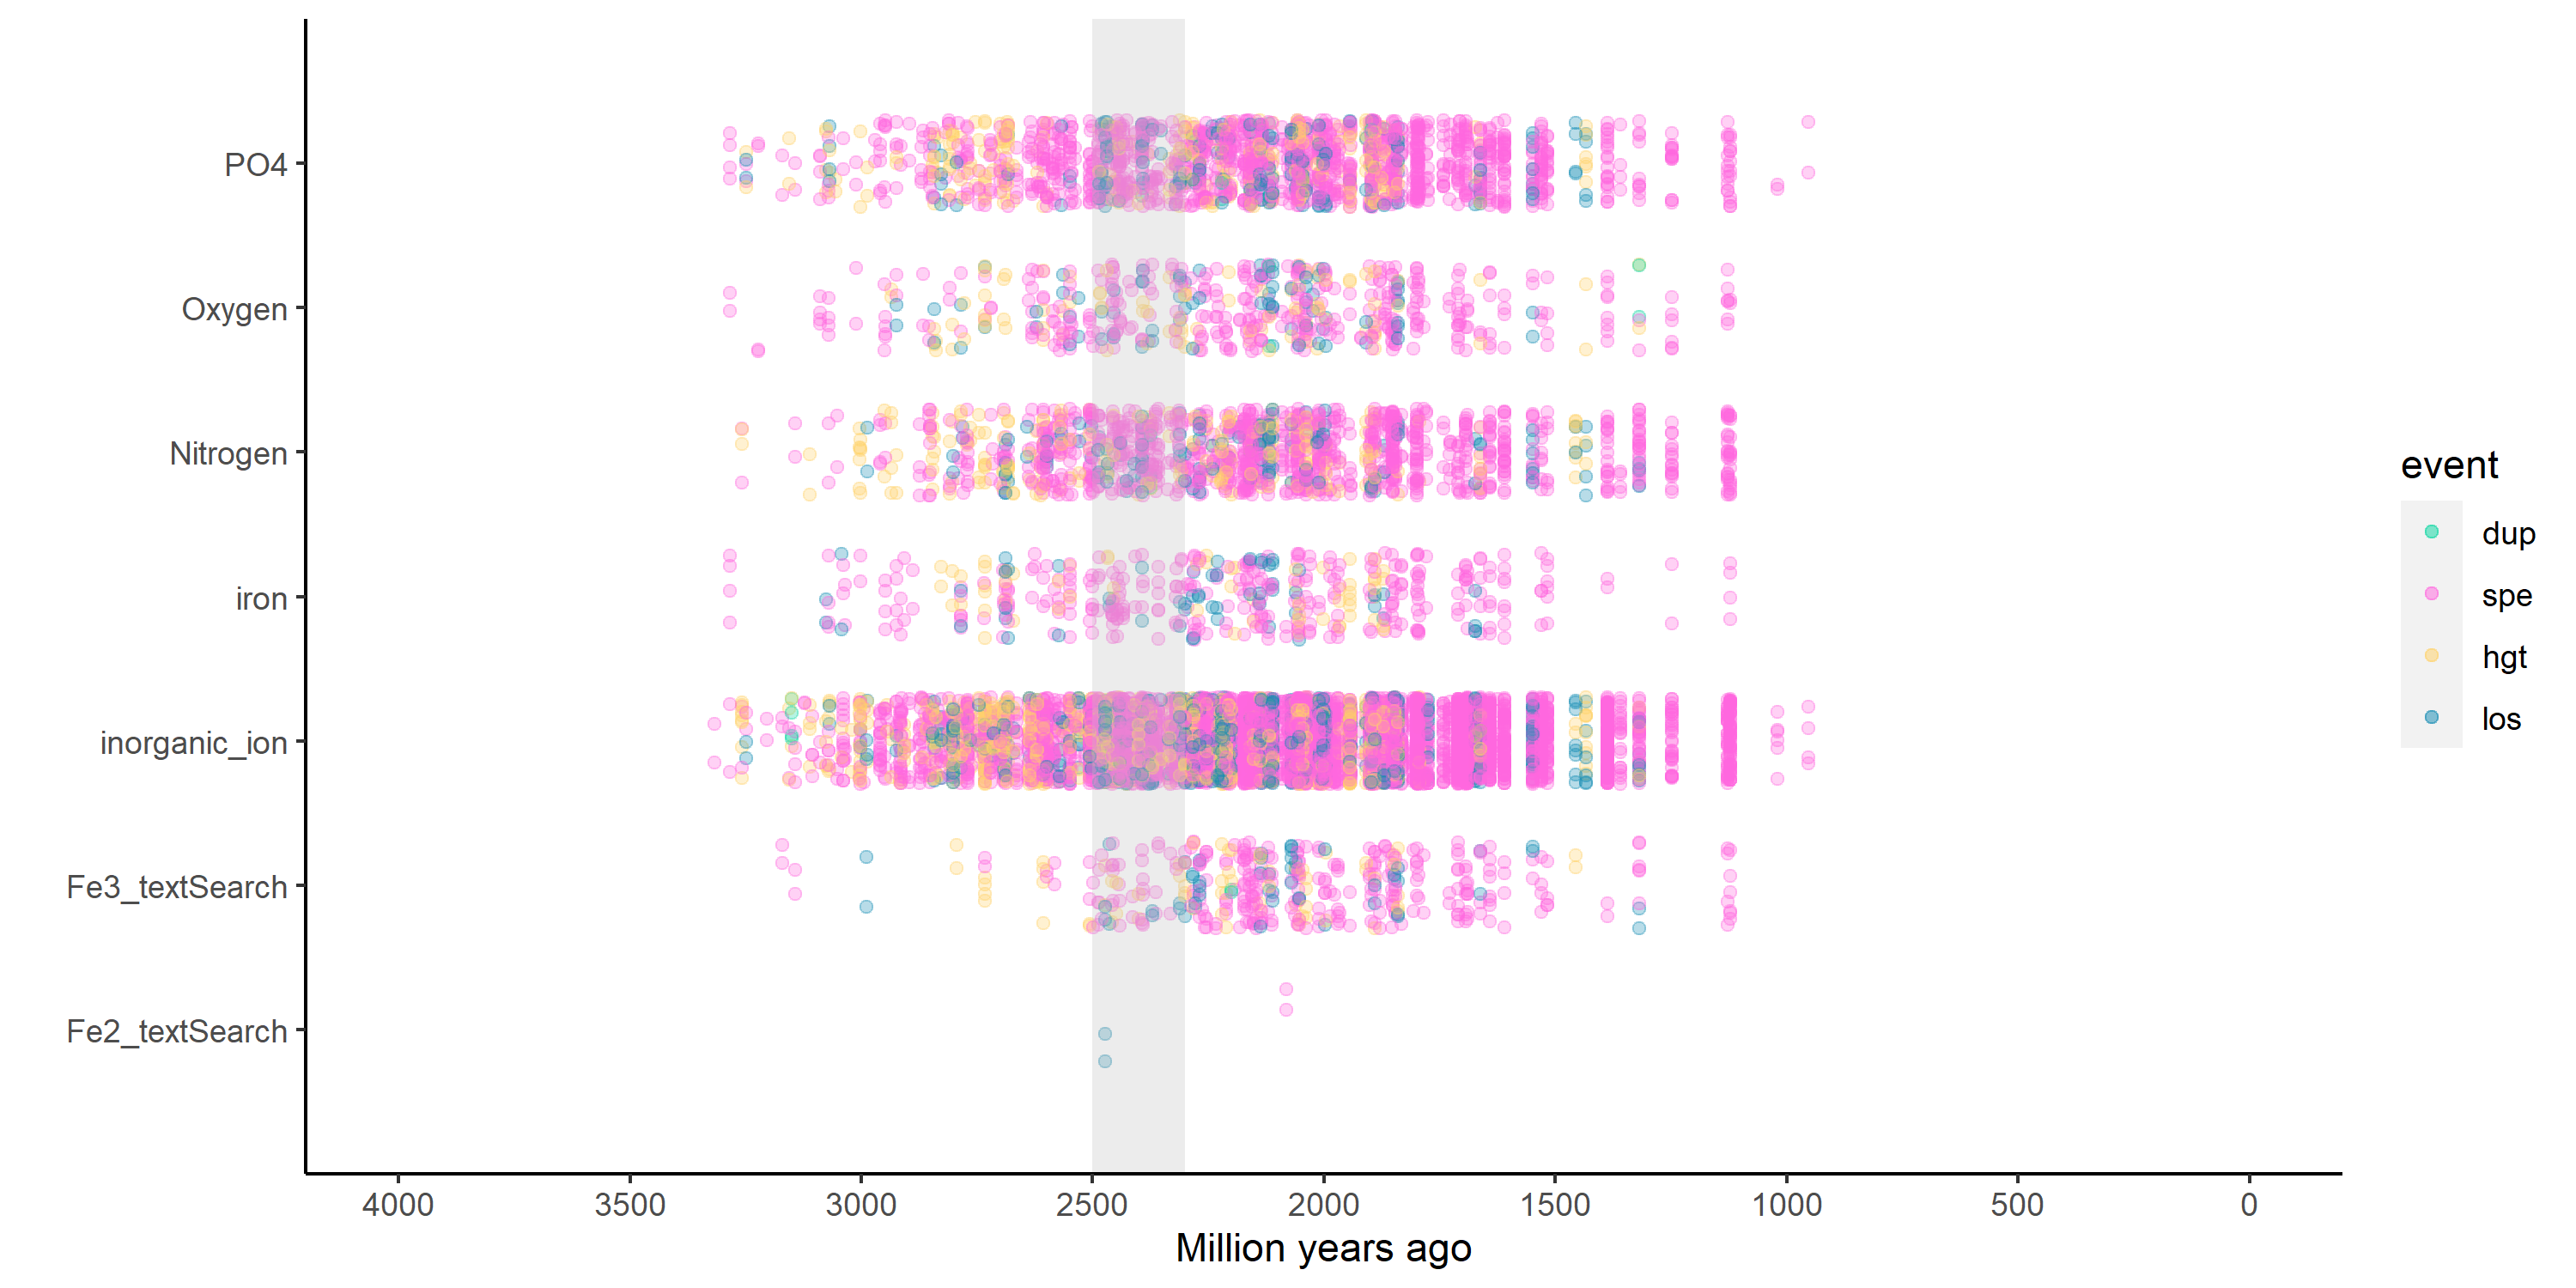 PO4
Oxygen
Nitrogen
iron
inorganic_ion
Fe3_textSearch
Fe2_textSearch
4000 3500 3000 2500 2000 1500 1000 500 0
Million years ago
event
dup
spe
hgt
los